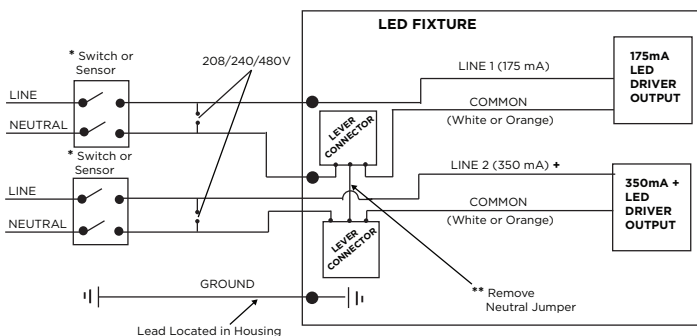 LED FIXTURE
* Switch or
Sensor
208/240/480V
LINE
NEUTRAL
LINE 1 (175 mA)
COMMON
(White or Orange)
175mA
LED
DRIVER
OUTPUT
LEVER
CONNECTOR
* Switch or
Sensor
LINE
NEUTRAL
LINE 2 (350 mA) +
COMMON
(White or Orange)
350mA +
LED
DRIVER
OUTPUT
LEVER
CONNECTOR
GROUND
** Remove
Neutral Jumper
Lead Located in Housing